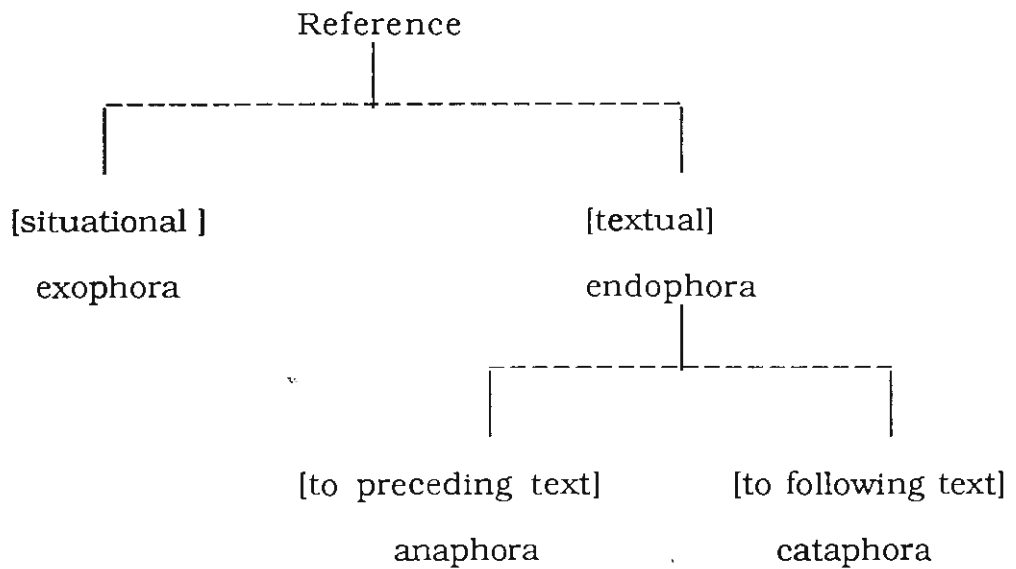 Reference
[situational ] [textual]
exophora endophora
[to preceding text] [to following text]
anaphora cataphora